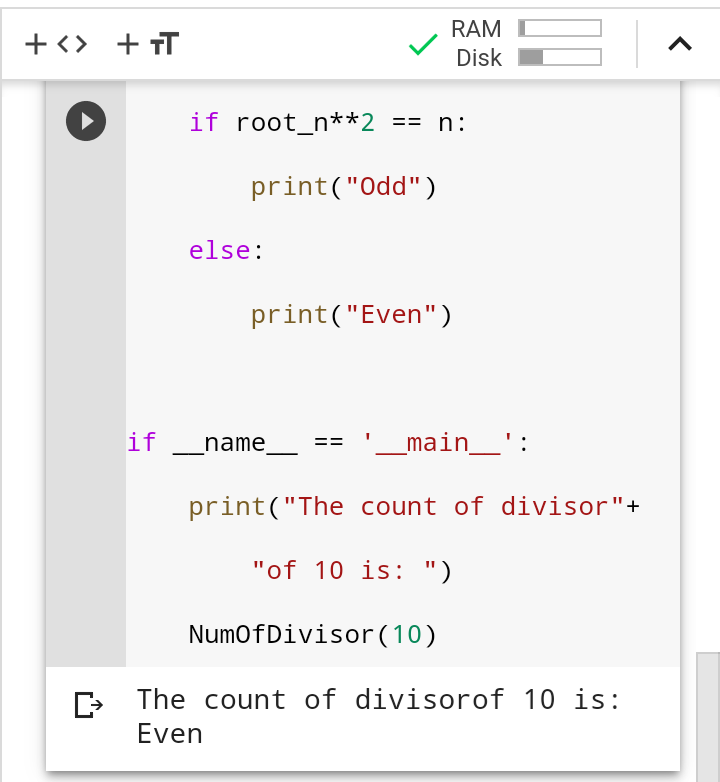 + <> + TT
RAM
Disk
if root_n**2 == n:
print("Odd")
else:
print("Even")
if __name__ == '__main__':
print("The count of divisor"+
"of 10 is: ")
NumOfDivisor(10)
The count of divisorof 10 is:
Even